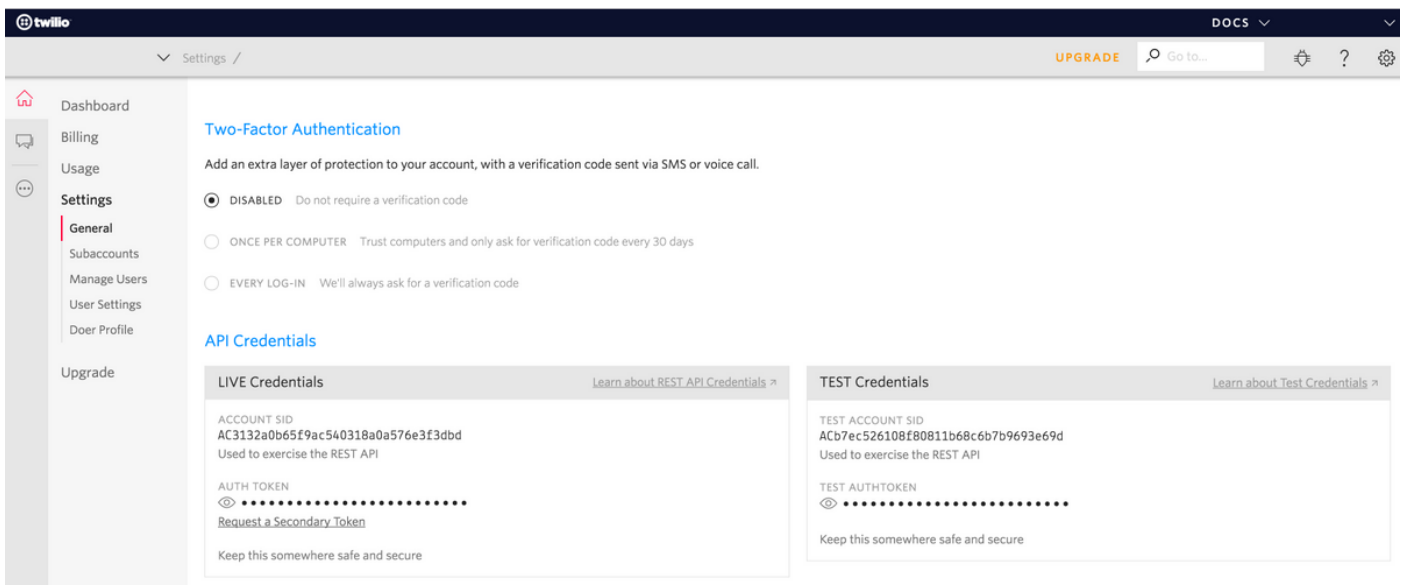 twilio
DOCS
Settings /
UPGRADE
Go to...
Dashboard
Billing
Usage
Settings
General
Subaccounts
Manage Users
User Settings
Doer Profile
Upgrade
Two-Factor Authentication
Add an extra layer of protection to your account, with a verification code sent via SMS or voice call.
DISABLED Do not require a verification code
ONCE PER COMPUTER Trust computers and only ask for verification code every 30 days
EVERY LOG-IN We'll always ask for a verification code
API Credentials
LIVE Credentials
Learn about REST API Credentials
ACCOUNT SID
AC3132a0b65f9ac540318a0a576e3f3dbd
Used to exercise the REST API
AUTH TOKEN
••••••••••••••••••••••••••
Request a Secondary Token
Keep this somewhere safe and secure
TEST Credentials
Learn about Test Credentials
TEST ACCOUNT SID
ACb7ec526108f80811b68c6b7b9693e69d
Used to exercise the REST API
TEST AUTHTOKEN
••••••••••••••••••••••••••
Keep this somewhere safe and secure